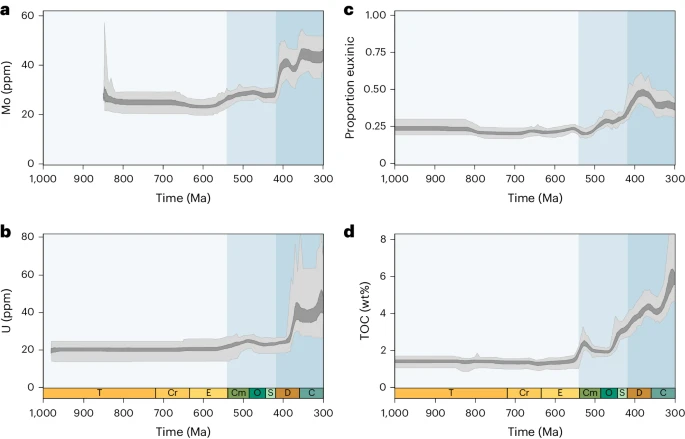 a
Mo (ppm)
60
40
20
0
1,000 900 800 700 600 500 400 300
Time (Ma)
c
Proportion euxinic
1.00
0.75
0.50
0.25
0
1,000 900 800 700 600 500 400 300
Time (Ma)
b
U (ppm)
80
60
40
20
0
T Cr E Cm O S D C
1,000 900 800 700 600 500 400 300
Time (Ma)
d
TOC (wt%)
8
6
4
2
0
T Cr E Cm O S D C
1,000 900 800 700 600 500 400 300
Time (Ma)